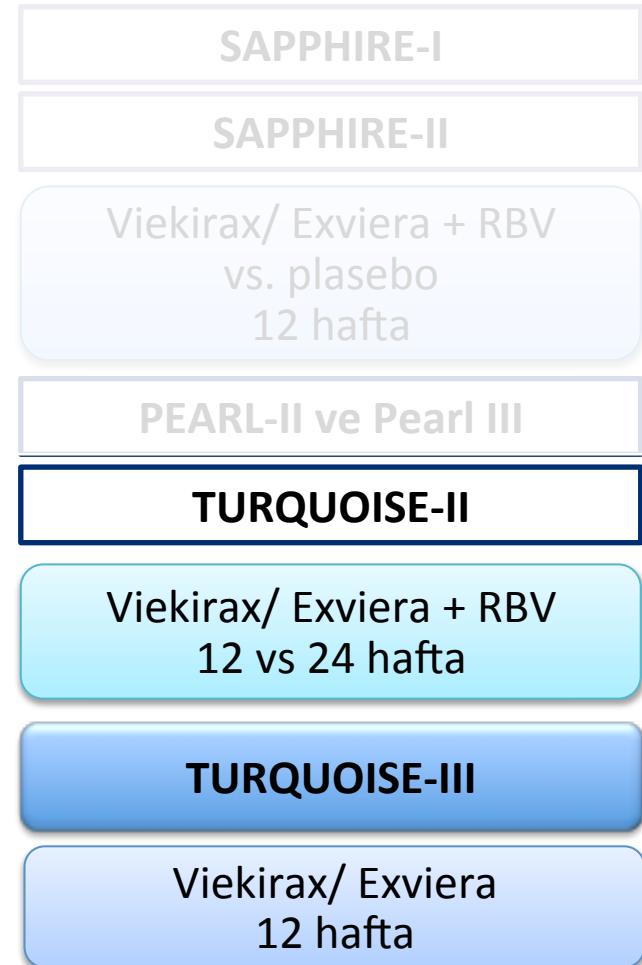 SAPPHIRE-I
SAPPHIRE-II
Viekirax/ Exviera + RBV
vs. plasebo
12 hafta
PEARL-II ve Pearl III
TURQUOISE-II
Viekirax/ Exviera + RBV
12 vs 24 hafta
TURQUOISE-III
Viekirax/ Exviera
12 hafta